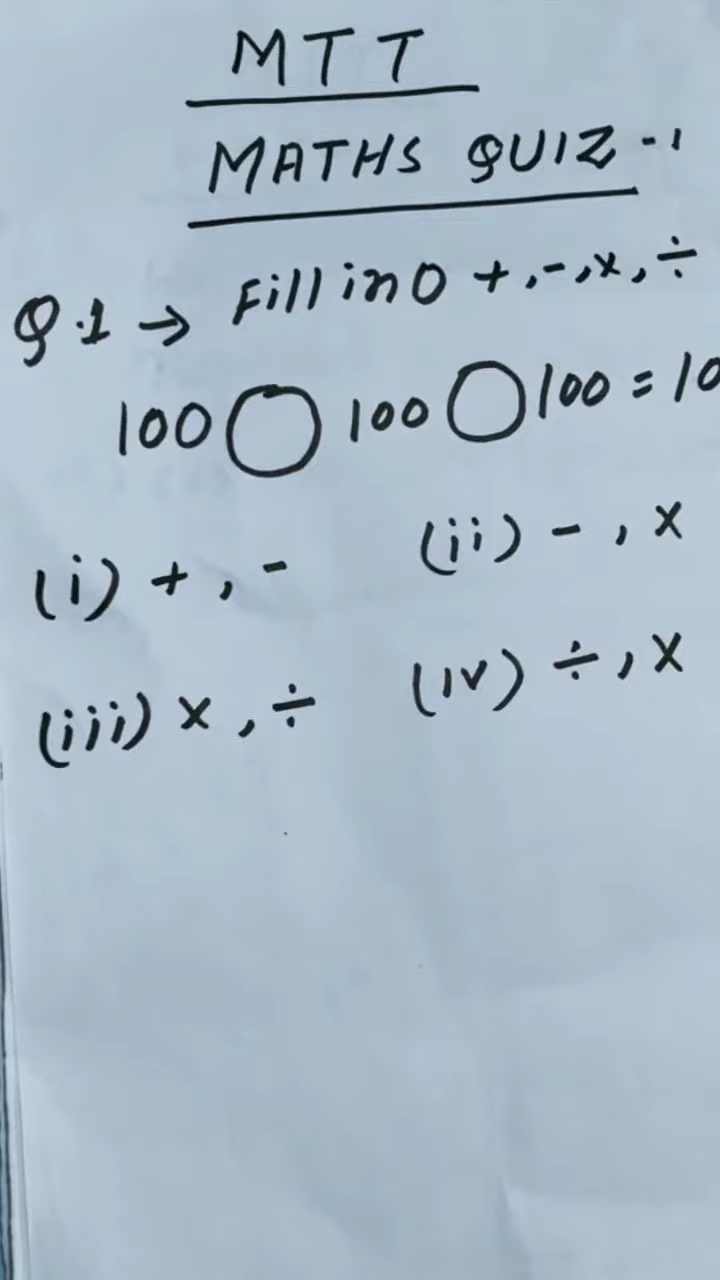 MTT
MATHS QUIZ -1
Q.1 → Fill in O +,-,x,÷
100 ◯ 100 ◯ 100 = 10
(i) +, -
(ii) -, x
(iii) x, ÷
(iv) ÷, x